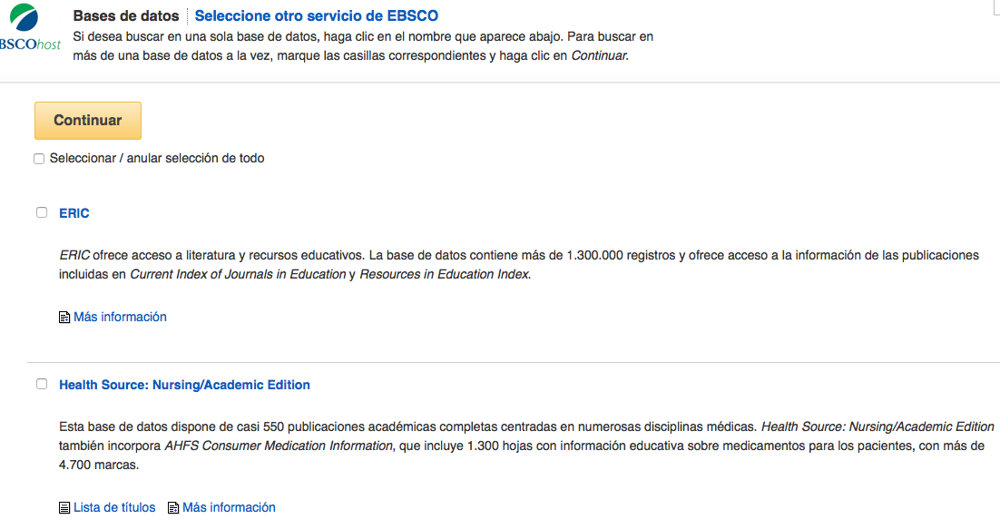 Bases de datos Seleccione otro servicio de EBSCO
Si desea buscar en una sola base de datos, haga clic en el nombre que aparece abajo. Para buscar en
más de una base de datos a la vez, marque las casillas correspondientes y haga clic en Continuar.
BSCOhost
Continuar
Seleccionar / anular selección de todo
ERIC
ERIC ofrece acceso a literatura y recursos educativos. La base de datos contiene más de 1.300.000 registros y ofrece acceso a la información de las publicaciones
incluidas en Current Index of Journals in Education y Resources in Education Index.
Más información
Health Source: Nursing/Academic Edition
Esta base de datos dispone de casi 550 publicaciones académicas completas centradas en numerosas disciplinas médicas. Health Source: Nursing/Academic Edition
también incorpora AHFS Consumer Medication Information, que incluye 1.300 hojas con información educativa sobre medicamentos para los pacientes, con más de
4.700 marcas.
Lista de títulos Más información